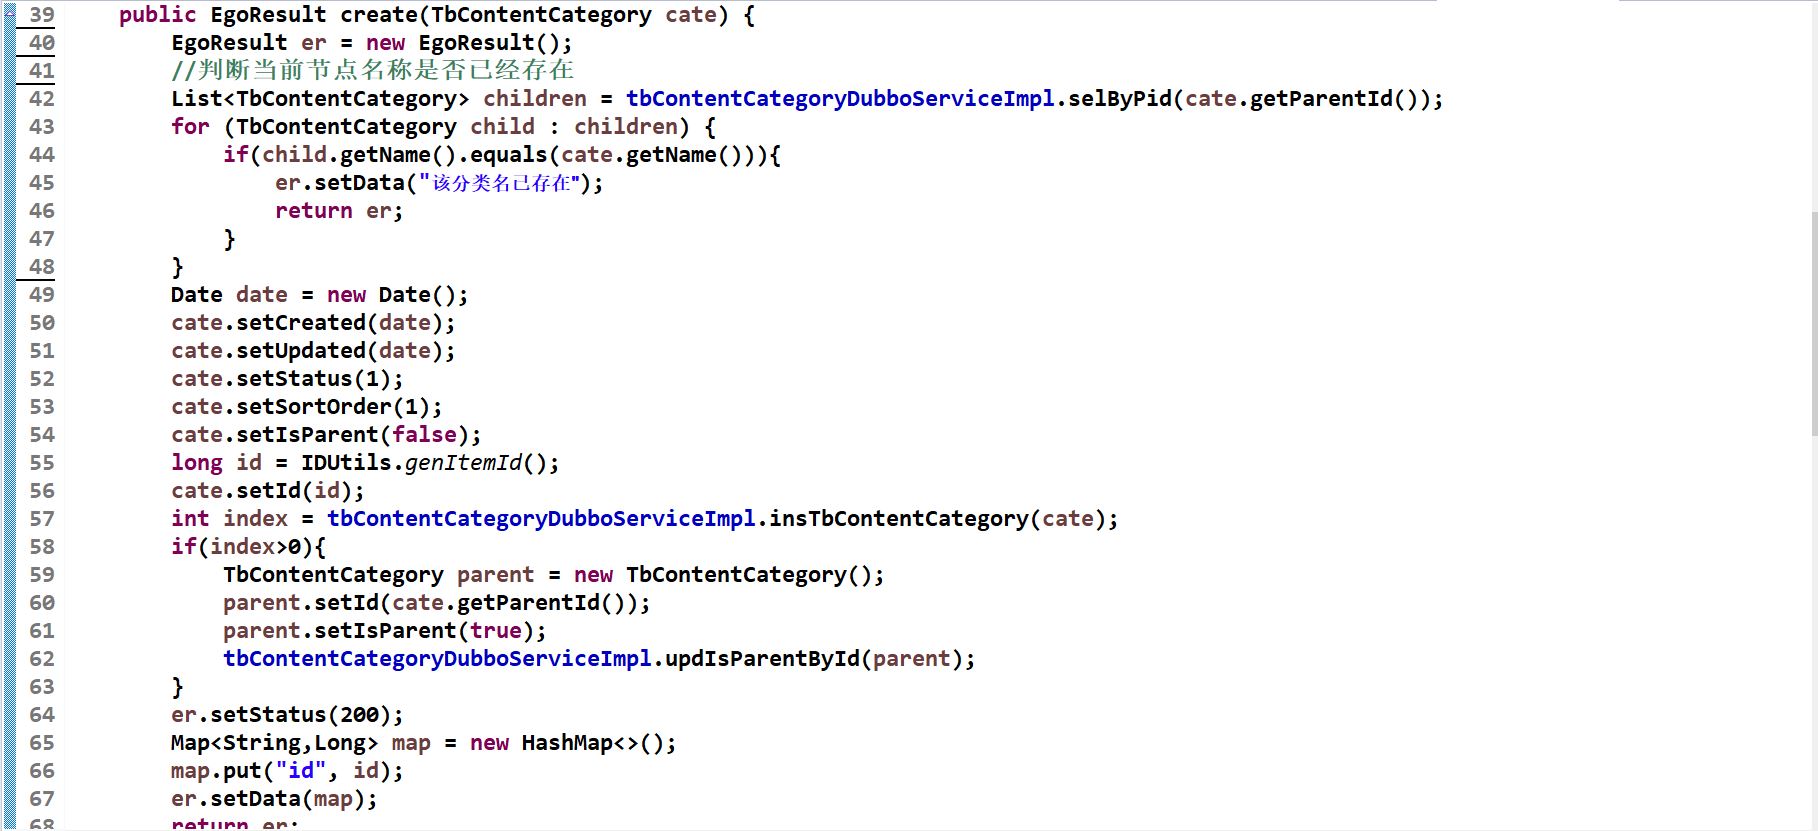 39 public EgoResult create(TbContentCategory cate) {
40 EgoResult er = new EgoResult();
41 //判断当前节点名称是否已经存在
42 List<TbContentCategory> children = tbContentCategoryDubboServiceImpl.selByPid(cate.getParentId());
43 for (TbContentCategory child : children) {
44 if(child.getName().equals(cate.getName())){
45 er.setData("该分类名已存在");
46 return er;
47 }
48 }
49 Date date = new Date();
50 cate.setCreated(date);
51 cate.setUpdated(date);
52 cate.setStatus(1);
53 cate.setSortOrder(1);
54 cate.setIsParent(false);
55 long id = IDUtils.genItemId();
56 cate.setId(id);
57 int index = tbContentCategoryDubboServiceImpl.insTbContentCategory(cate);
58 if(index>0){
59 TbContentCategory parent = new TbContentCategory();
60 parent.setId(cate.getParentId());
61 parent.setIsParent(true);
62 tbContentCategoryDubboServiceImpl.updIsParentById(parent);
63 }
64 er.setStatus(200);
65 Map<String,Long> map = new HashMap<>();
66 map.put("id", id);
67 er.setData(map);
68 return er;